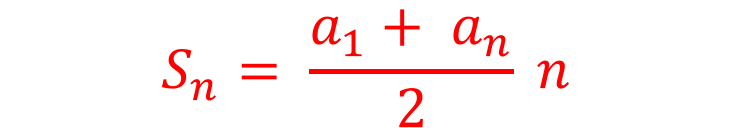 Sₙ = (a₁ + aₙ)/2 n